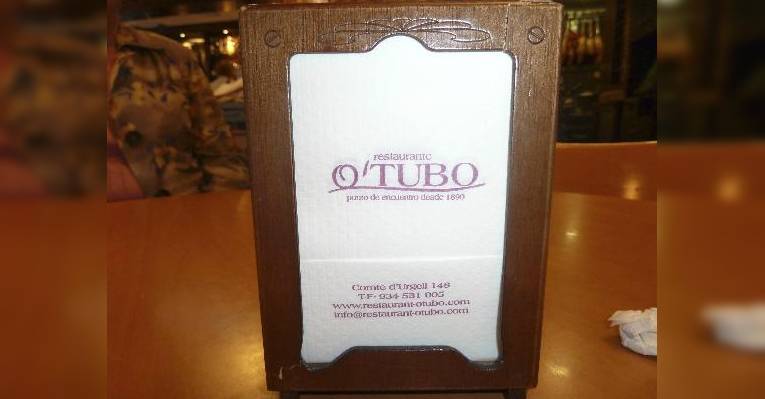 restaurante
O'TUBO
punto de encuentro desde 1890
Comte d'Urgell 148
T.F- 934 531 005
www.restaurant-otubo.com
info@restaurant-otubo.com